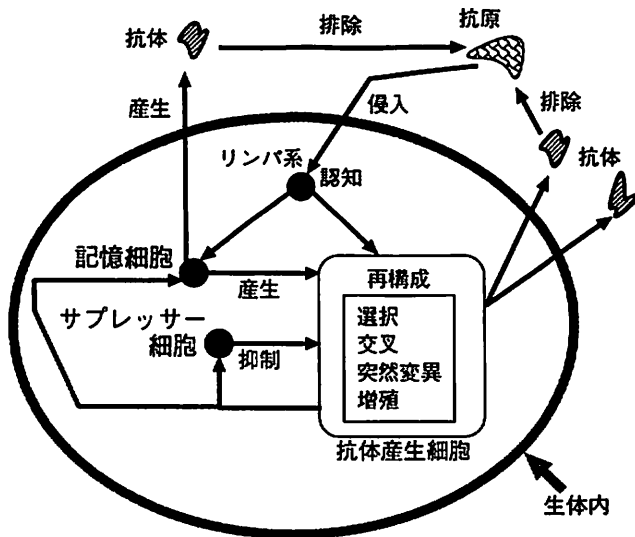 抗体
排除
抗原
産生
侵入
排除
抗体
リンパ系
認知
記憶細胞
産生
再構成
サプレッサー
細胞
抑制
選択
交叉
突然変異
増殖
抗体産生細胞
生体内